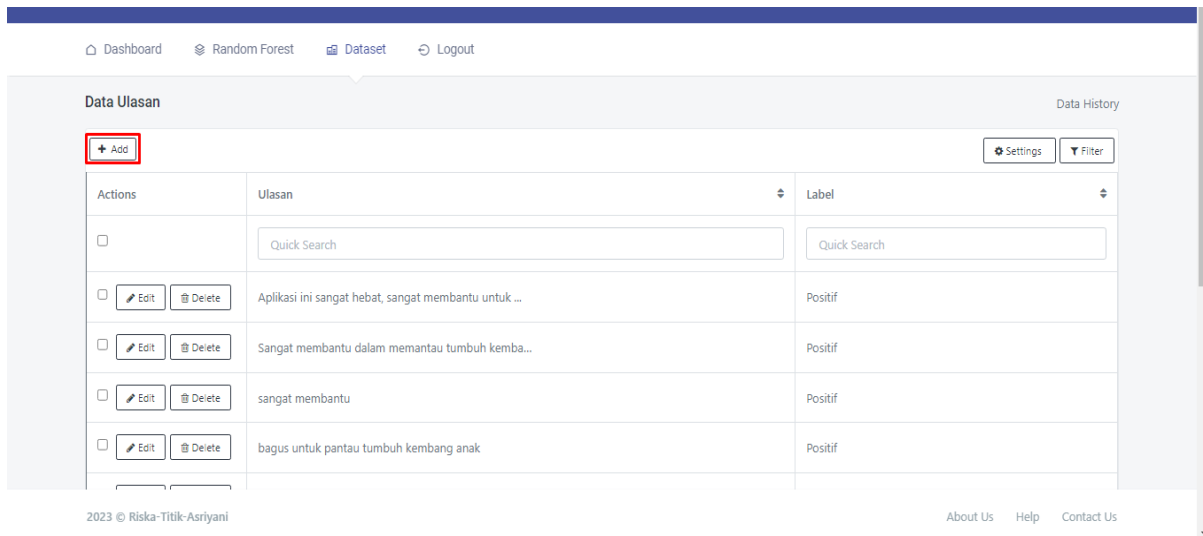 Dashboard Random Forest Dataset Logout
Data Ulasan Data History
+ Add Settings Filter
Actions Ulasan Label
Quick Search Quick Search
Edit Delete Aplikasi ini sangat hebat, sangat membantu untuk ... Positif
Edit Delete Sangat membantu dalam memantau tumbuh kemba... Positif
Edit Delete sangat membantu Positif
Edit Delete bagus untuk pantau tumbuh kembang anak Positif
2023 © Riska-Titik-Asriyani About Us Help Contact Us